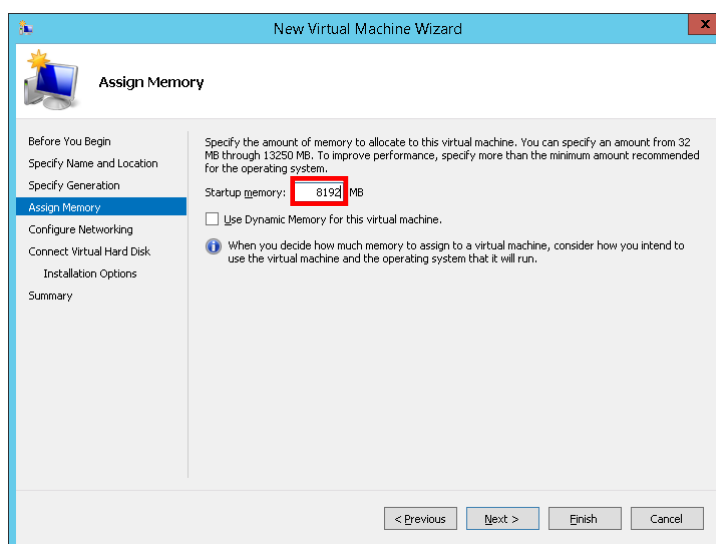 New Virtual Machine Wizard
x
Assign Memory
Before You Begin
Specify Name and Location
Specify Generation
Assign Memory
Configure Networking
Connect Virtual Hard Disk
Installation Options
Summary
Specify the amount of memory to allocate to this virtual machine. You can specify an amount from 32
MB through 13250 MB. To improve performance, specify more than the minimum amount recommended
for the operating system.
Startup memory: 8192 MB
Use Dynamic Memory for this virtual machine.
When you decide how much memory to assign to a virtual machine, consider how you intend to
use the virtual machine and the operating system that it will run.
< Previous Next > Finish Cancel